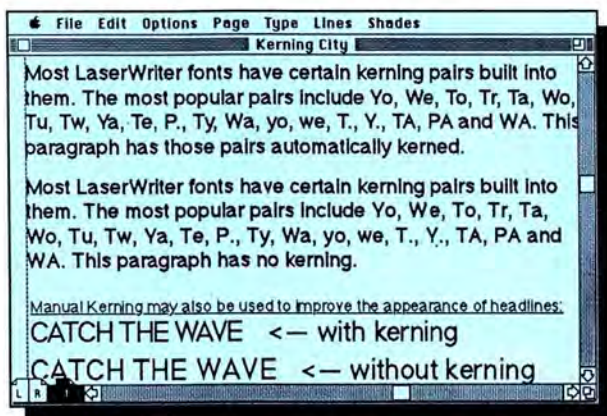 File Edit Options Page Type Lines Shades
Kerning City
Most LaserWriter fonts have certain kerning pairs built into
them. The most popular pairs include Yo, We, To, Tr, Ta, Wo,
Tu, Tw, Ya, Te, P., Ty, Wa, yo, we, T., Y., TA, PA and WA. This
paragraph has those pairs automatically kerned.
Most LaserWriter fonts have certain kerning pairs built into
them. The most popular pairs include Yo, We, To, Tr, Ta,
Wo, Tu, Tw, Ya, Te, P., Ty, Wa, yo, we, T., Y., TA, PA and
WA. This paragraph has no kerning.
Manual Kerning may also be used to improve the appearance of headlines:
CATCH THE WAVE <— with kerning
CATCH THE WAVE <— without kerning
L R 1